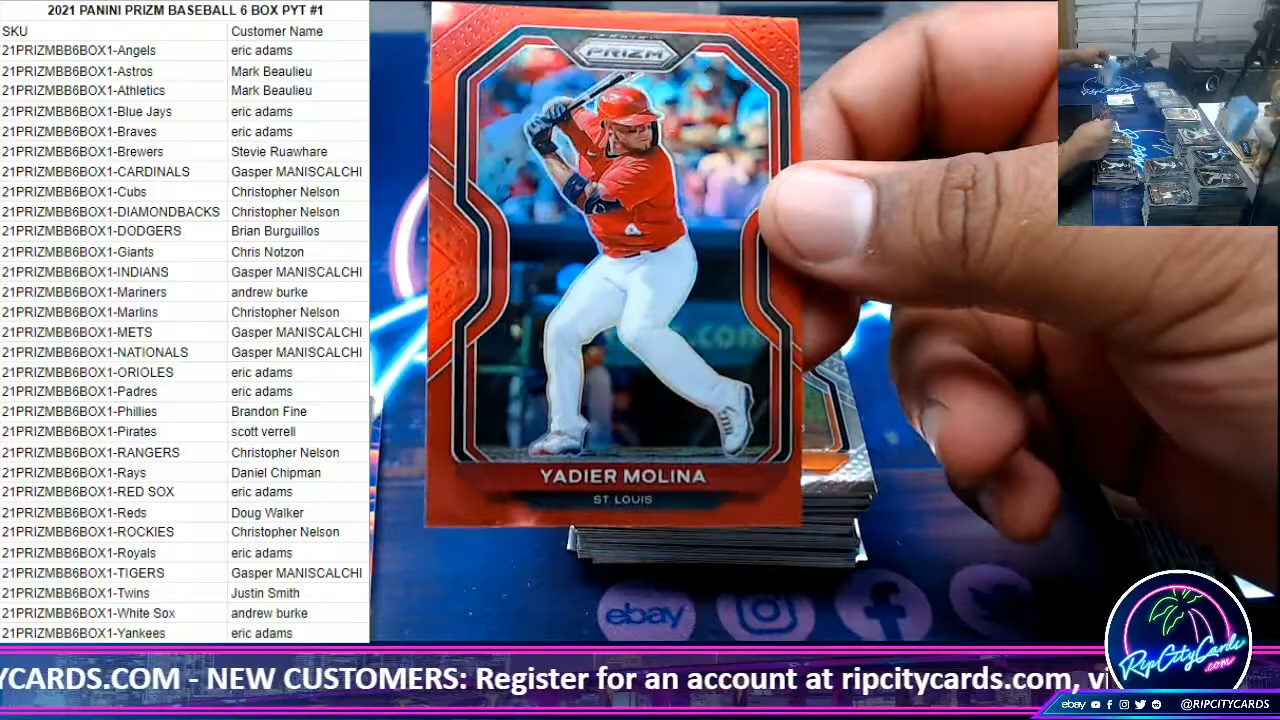 2021 PANINI PRIZM BASEBALL 6 BOX PYT #1
SKU Customer Name
21PRIZMBB6BOX1-Angels eric adams
21PRIZMBB6BOX1-Astros Mark Beaulieu
21PRIZMBB6BOX1-Athletics Mark Beaulieu
21PRIZMBB6BOX1-Blue Jays eric adams
21PRIZMBB6BOX1-Braves eric adams
21PRIZMBB6BOX1-Brewers Stevie Ruawhare
21PRIZMBB6BOX1-CARDINALS Gasper MANISCALCHI
21PRIZMBB6BOX1-Cubs Christopher Nelson
21PRIZMBB6BOX1-DIAMONDBACKS Christopher Nelson
21PRIZMBB6BOX1-DODGERS Brian Burguillos
21PRIZMBB6BOX1-Giants Chris Notzon
21PRIZMBB6BOX1-INDIANS Gasper MANISCALCHI
21PRIZMBB6BOX1-Mariners andrew burke
21PRIZMBB6BOX1-Marlins Christopher Nelson
21PRIZMBB6BOX1-METS Gasper MANISCALCHI
21PRIZMBB6BOX1-NATIONALS Gasper MANISCALCHI
21PRIZMBB6BOX1-ORIOLES eric adams
21PRIZMBB6BOX1-Padres eric adams
21PRIZMBB6BOX1-Phillies Brandon Fine
21PRIZMBB6BOX1-Pirates scott verrell
21PRIZMBB6BOX1-RANGERS Christopher Nelson
21PRIZMBB6BOX1-Rays Daniel Chipman
21PRIZMBB6BOX1-RED SOX eric adams
21PRIZMBB6BOX1-Reds Doug Walker
21PRIZMBB6BOX1-ROCKIES Christopher Nelson
21PRIZMBB6BOX1-Royals eric adams
21PRIZMBB6BOX1-TIGERS Gasper MANISCALCHI
21PRIZMBB6BOX1-Twins Justin Smith
21PRIZMBB6BOX1-White Sox andrew burke
21PRIZMBB6BOX1-Yankees eric adams
PANINI
PRIZM
4
YADIER MOLINA
ST. LOUIS
ebay
RipCityCards
.com
YCARDS.COM - NEW CUSTOMERS: Register for an account at ripcitycards.com, vi
ebay @RIPCITYCARDS